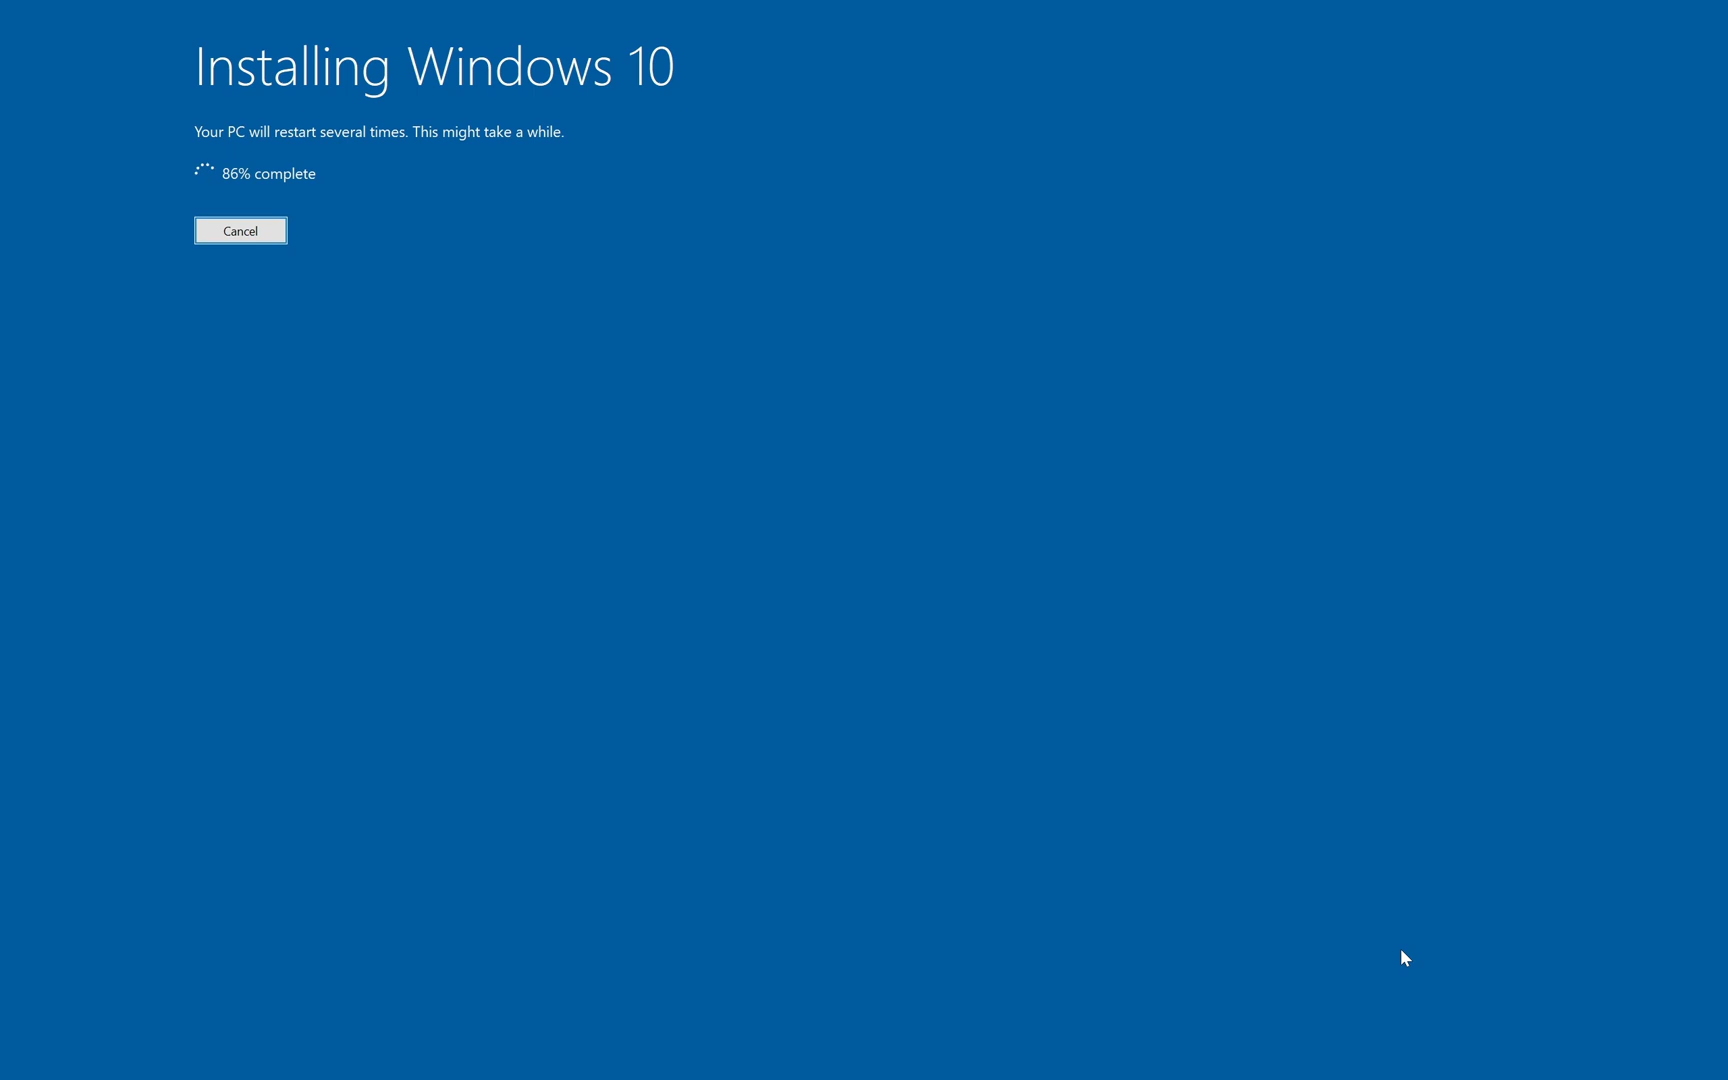 Installing Windows 10
Your PC will restart several times. This might take a while.
86% complete
Cancel